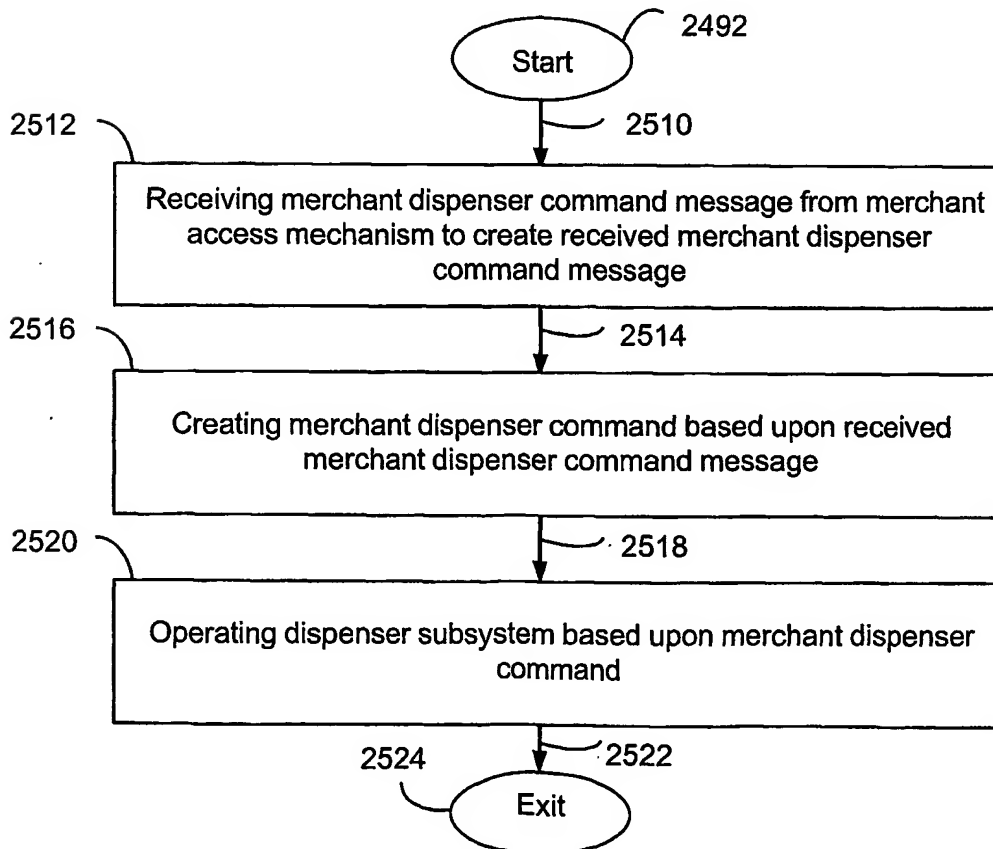 2492
Start
2510
2512
Receiving merchant dispenser command message from merchant
access mechanism to create received merchant dispenser
command message
2514
2516
Creating merchant dispenser command based upon received
merchant dispenser command message
2518
2520
Operating dispenser subsystem based upon merchant dispenser
command
2522
2524
Exit